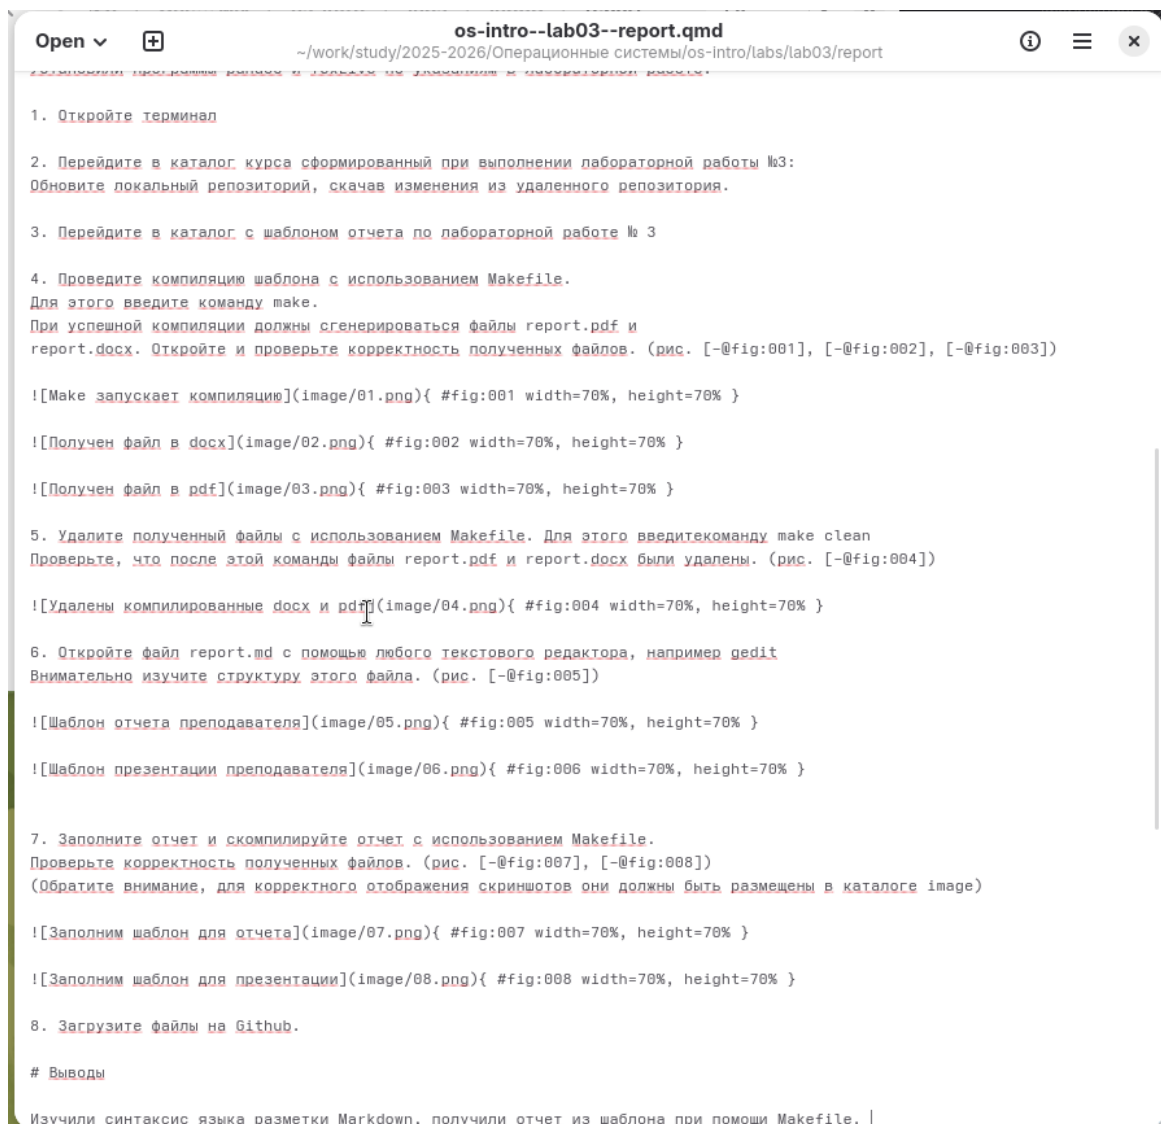 Open
os-intro--lab03--report.qmd
~/work/study/2025-2026/Операционные системы/os-intro/labs/lab03/report
1. Откройте терминал
2. Перейдите в каталог курса сформированный при выполнении лабораторной работы №3:
Обновите локальный репозиторий, скачав изменения из удаленного репозитория.
3. Перейдите в каталог с шаблоном отчета по лабораторной работе № 3
4. Проведите компиляцию шаблона с использованием Makefile.
Для этого введите команду make.
При успешной компиляции должны сгенерироваться файлы report.pdf и
report.docx. Откройте и проверьте корректность полученных файлов. (рис. [-@fig:001], [-@fig:002], [-@fig:003])
![Make запускает компиляцию](image/01.png){ #fig:001 width=70%, height=70% }
![Получен файл в docx](image/02.png){ #fig:002 width=70%, height=70% }
![Получен файл в pdf](image/03.png){ #fig:003 width=70%, height=70% }
5. Удалите полученный файлы с использованием Makefile. Для этого введитекоманду make clean
Проверьте, что после этой команды файлы report.pdf и report.docx были удалены. (рис. [-@fig:004])
![Удалены компилированные docx и pdf](image/04.png){ #fig:004 width=70%, height=70% }
6. Откройте файл report.md с помощью любого текстового редактора, например gedit
Внимательно изучите структуру этого файла. (рис. [-@fig:005])
![Шаблон отчета преподавателя](image/05.png){ #fig:005 width=70%, height=70% }
![Шаблон презентации преподавателя](image/06.png){ #fig:006 width=70%, height=70% }
7. Заполните отчет и скомпилируйте отчет с использованием Makefile.
Проверьте корректность полученных файлов. (рис. [-@fig:007], [-@fig:008])
(Обратите внимание, для корректного отображения скриншотов они должны быть размещены в каталоге image)
![Заполним шаблон для отчета](image/07.png){ #fig:007 width=70%, height=70% }
![Заполним шаблон для презентации](image/08.png){ #fig:008 width=70%, height=70% }
8. Загрузите файлы на Github.
# Выводы
Изучили синтаксис языка разметки Markdown, получили отчет из шаблона при помощи Makefile.